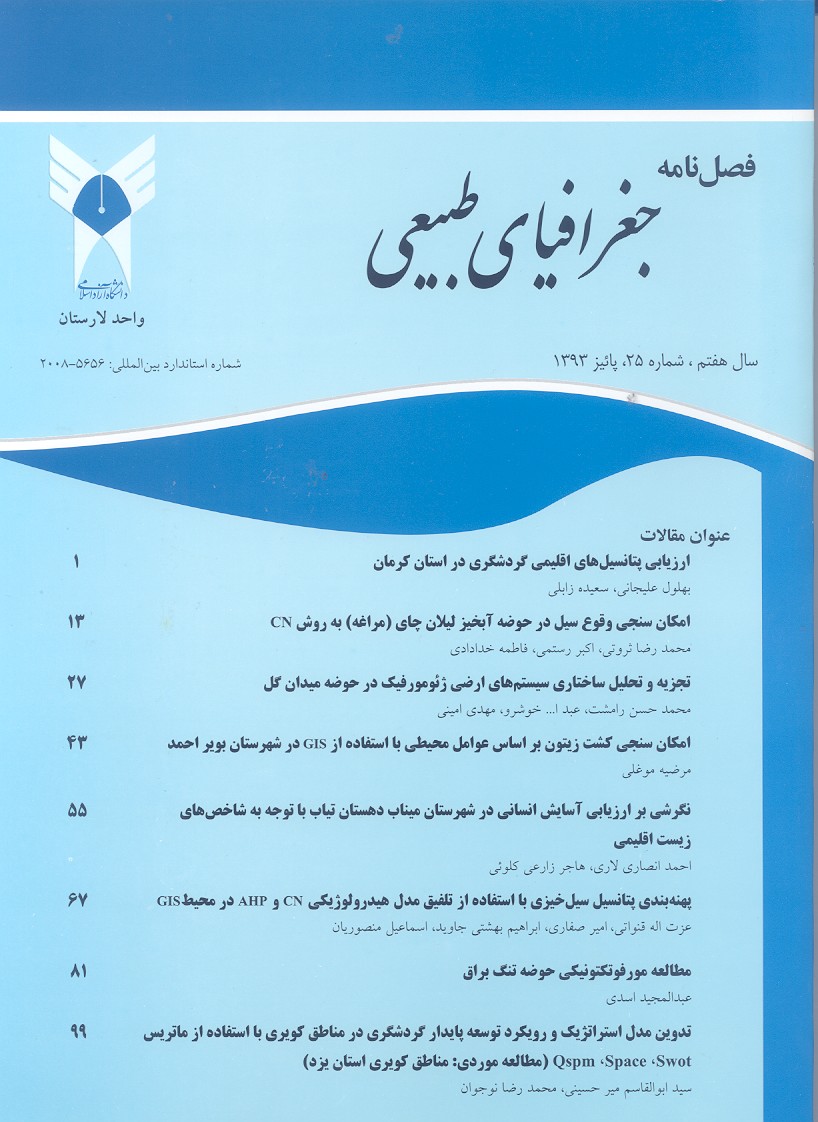 فصل‌نامه
جغرافیای طبیعی
دانشگاه آزاد اسلامی
واحد لارستان
سال هفتم ، شماره ۲۵، پائیز ۱۳۹۳
شماره استاندارد بین‌المللی: ۵۶۵۶-۲۰۰۸
عنوان مقالات
ارزیابی پتانسیل‌های اقلیمی گردشگری در استان کرمان ۱
بهلول علیجانی، سعیده زابلی
امکان سنجی وقوع سیل در حوضه آبخیز لیلان چای (مراغه) به روش CN ۱۳
محمد رضا ثروتی، اکبر رستمی، فاطمه خدادادی
تجزیه و تحلیل ساختاری سیستم‌های ارضی ژئومورفیک در حوضه میدان گل ۲۷
محمد حسن رامشت، عبد ا... خوشرو، مهدی امینی
امکان سنجی کشت زیتون بر اساس عوامل محیطی با استفاده از GIS در شهرستان بویر احمد ۴۳
مرضیه موغلی
نگرشی بر ارزیابی آسایش انسانی در شهرستان میناب دهستان تیاب با توجه به شاخص‌های ۵۵
زیست اقلیمی
احمد انصاری لاری، هاجر زارعی کلوئی
پهنه‌بندی پتانسیل سیل‌خیزی با استفاده از تلفیق مدل هیدرولوژیکی CN و AHP در محیطGIS ۶۷
عزت اله قنواتی، امیر صفاری، ابراهیم بهشتی جاوید، اسماعیل منصوریان
مطالعه مورفوتکتونیکی حوضه تنگ براق ۸۱
عبدالمجید اسدی
تدوین مدل استراتژیک و رویکرد توسعه پایدار گردشگری در مناطق کویری با استفاده از ماتریس ۹۹
Qspm ،Space ،Swot (مطالعه موردی: مناطق کویری استان یزد)
سید ابوالقاسم میر حسینی، محمد رضا نوجوان